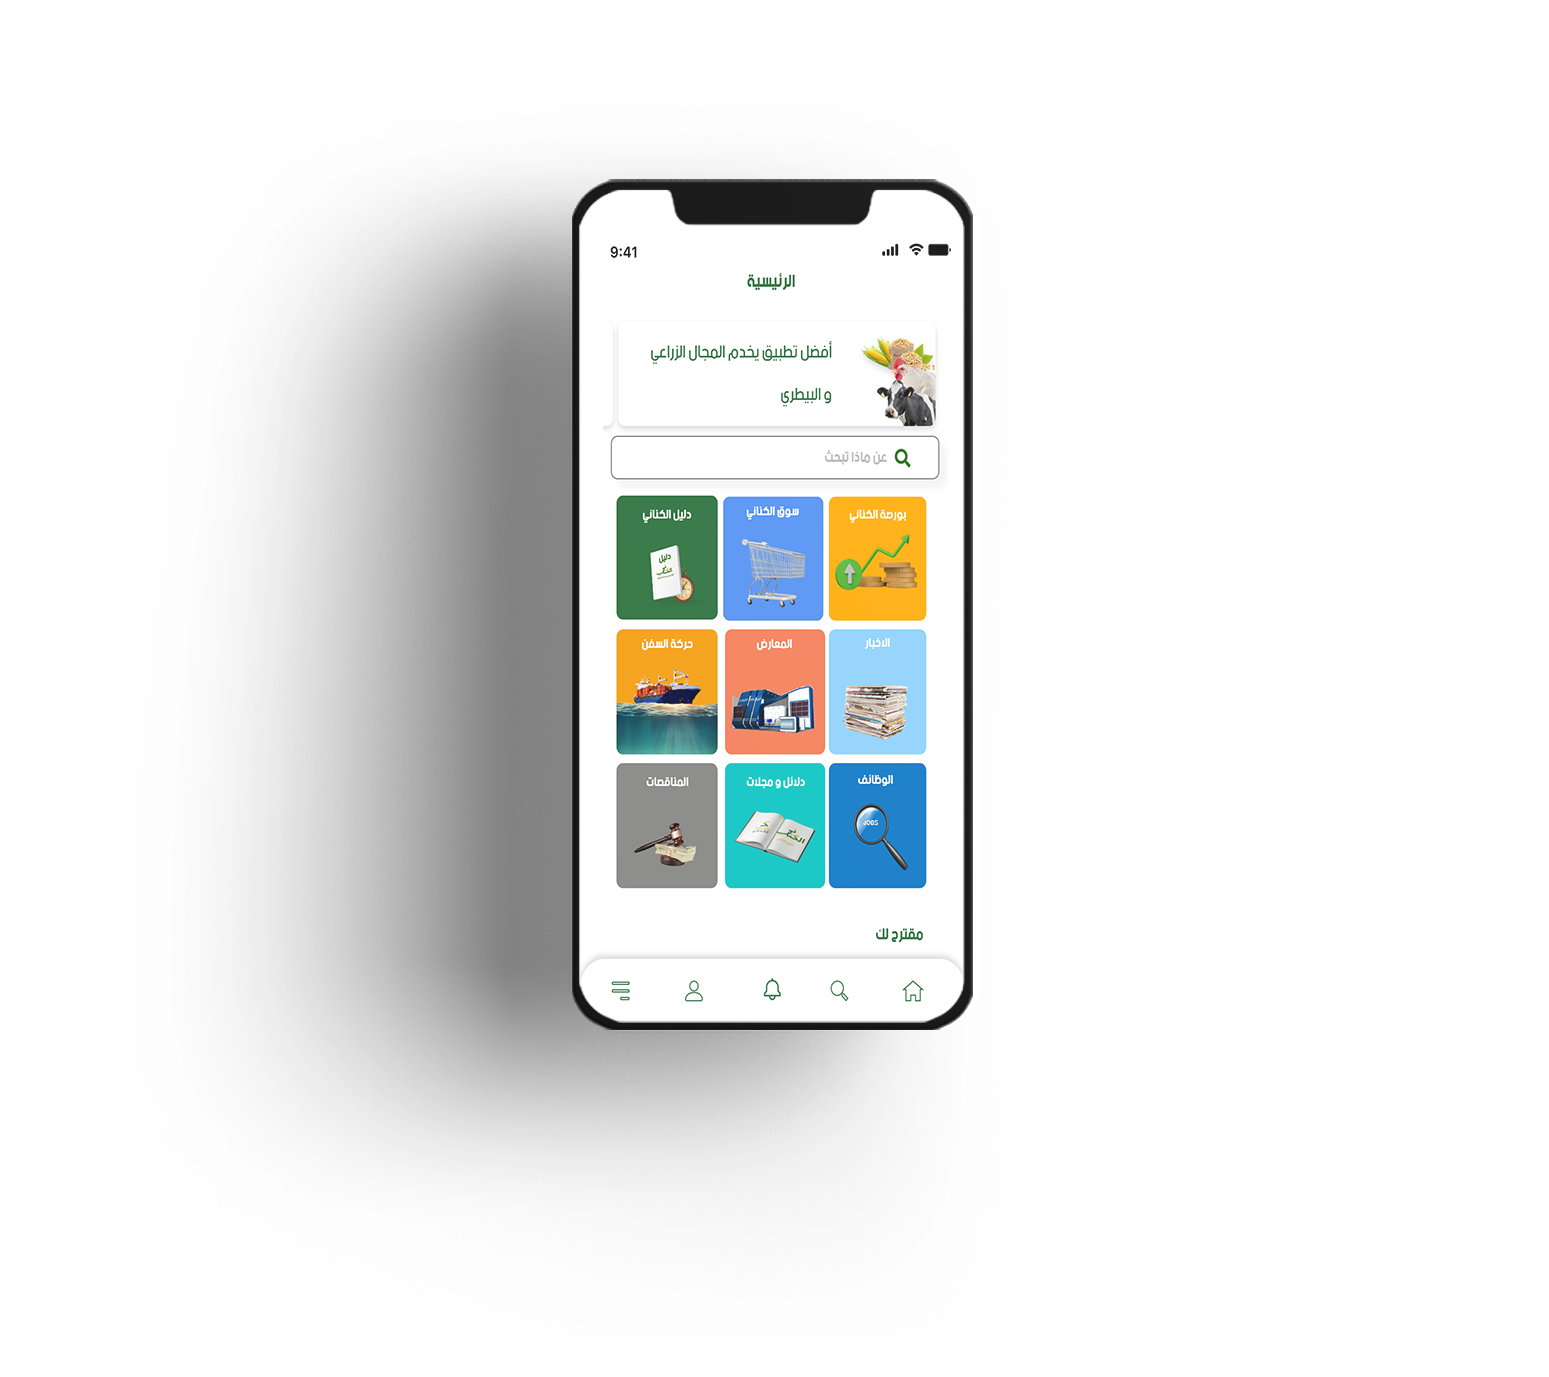 9:41
الرئيسية
أفضل تطبيق يخدم المجال الزراعي
و البيطري
عن ماذا تبحث
بورصة الكناني
سوق الكناني
دليل الكناني
دليل
الاخبار
المعارض
حركة السفن
الوظائف
JOBS
دلائل و مجلات
المناقصات
مقترح لك